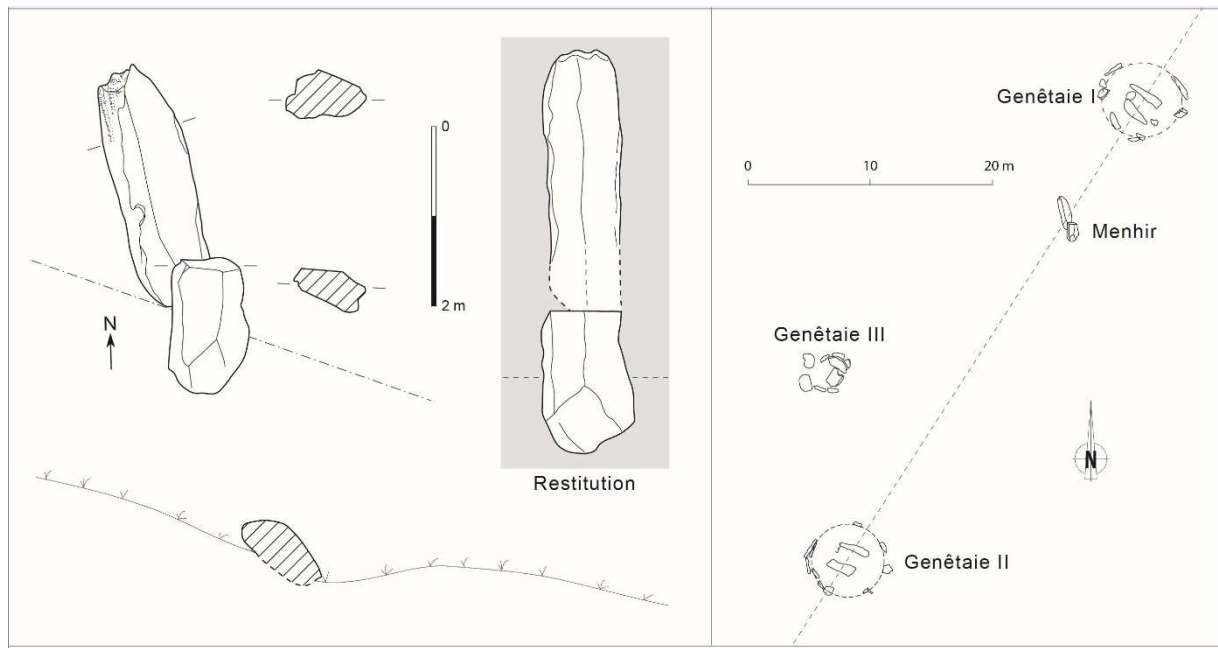 0
2 m
N
Restitution
Genêtaie I
0 10 20 m
Menhir
Genêtaie III
N
Genêtaie II